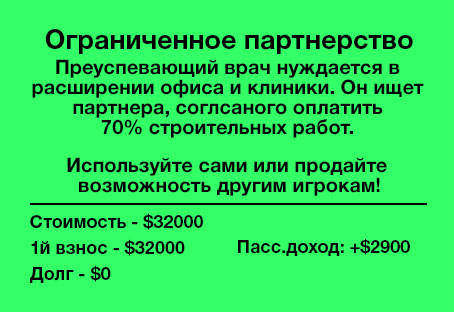 Ограниченное партнерство
Преуспевающий врач нуждается в
расширении офиса и клиники. Он ищет
партнера, соглсаного оплатить
70% строительных работ.
Используйте сами или продайте
возможность другим игрокам!
Стоимость - $32000
1й взнос - $32000
Пасс.доход: +$2900
Долг - $0